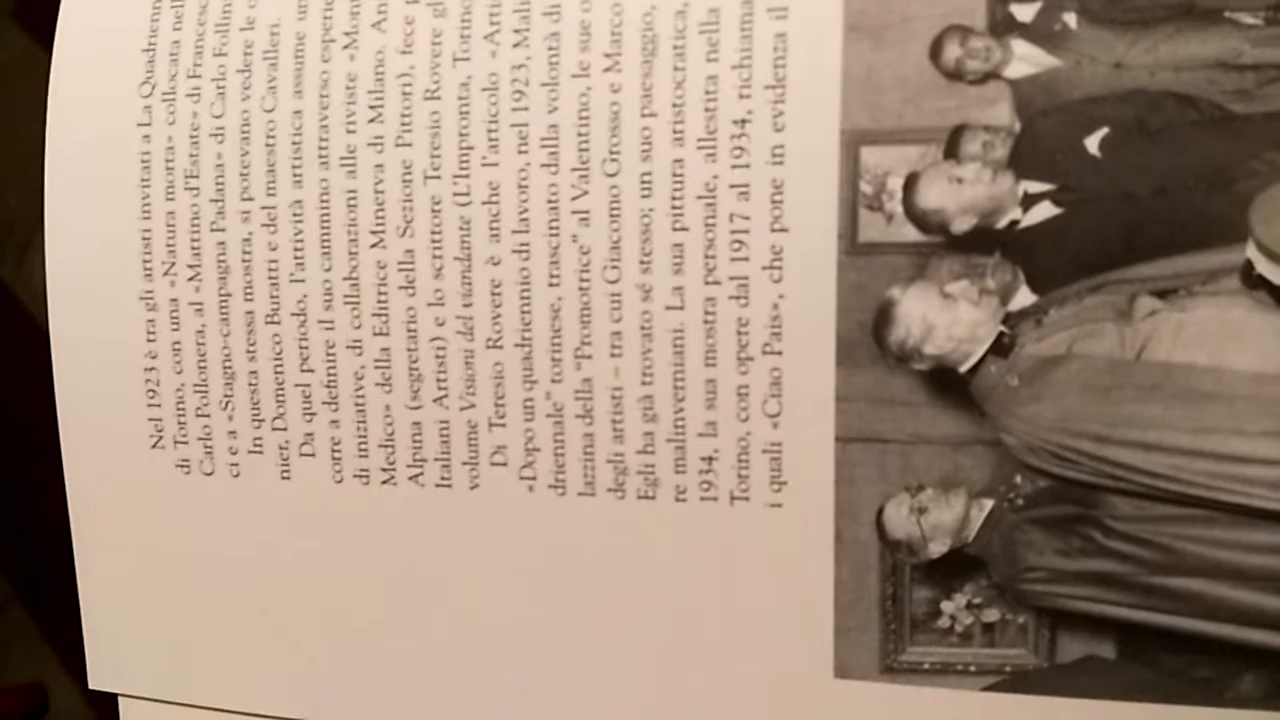 Nel 1923 è tra gli artisti invitati a La Quadrienn
di Torino, con una «Natura morta» collocata nell
Carlo Pollonera, al «Mattino d'Estate» di Francesc
ci e a «Stagno-campagna Padana» di Carlo Follin
In questa stessa mostra, si potevano vedere le o
nier, Domenico Buratti e del maestro Cavalleri.
Da quel periodo, l'attività artistica assume un
corre a definire il suo cammino attraverso esperie
di iniziative, di collaborazioni alle riviste «Mon
Medico» della Editrice Minerva di Milano. An
Alpina (segretario della Sezione Pittori), fece p
Italiani Artisti) e lo scrittore Teresio Rovere gl
volume Visioni del viandante (L'Impronta, Torino
Di Teresio Rovere è anche l'articolo «Arti
«Dopo un quadriennio di lavoro, nel 1923, Mali
driennale" torinese, trascinato dalla volontà di
lazzina della "Promotrice" al Valentino, le sue o
degli artisti – tra cui Giacomo Grosso e Marco
Egli ha già trovato sé stesso; un suo paesaggio,
re malinverniani. La sua pittura aristocratica,
1934, la sua mostra personale, allestita nella
Torino, con opere dal 1917 al 1934, richiama
i quali «Ciao Pais», che pone in evidenza il